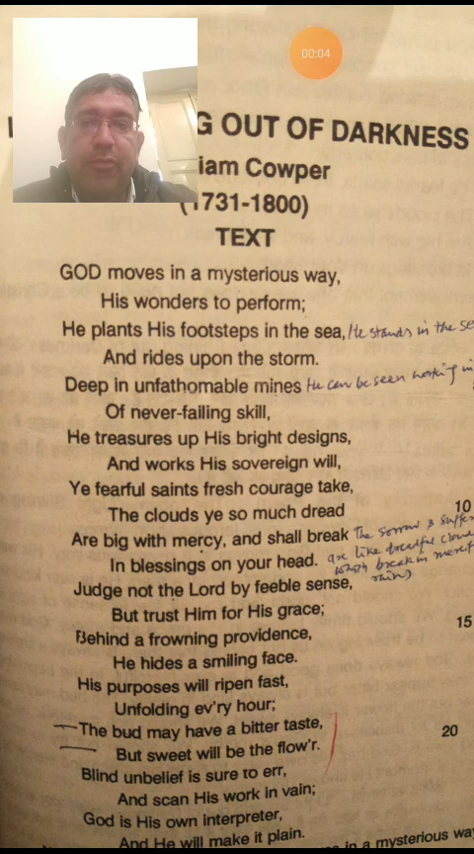 00:04
G OUT OF DARKNESS
iam Cowper
(1731-1800)
TEXT
GOD moves in a mysterious way,
His wonders to perform;
He plants His footsteps in the sea, He stands in the se
And rides upon the storm.
Deep in unfathomable mines He can be seen working in
Of never-failing skill,
He treasures up His bright designs,
And works His sovereign will,
Ye fearful saints fresh courage take,
The clouds ye so much dread 10
Are big with mercy, and shall break The sorrow & suffer
In blessings on your head. are like dreadful cloud
which break in merciful
rain)
Judge not the Lord by feeble sense,
But trust Him for His grace; 15
Behind a frowning providence,
He hides a smiling face.
His purposes will ripen fast,
Unfolding ev'ry hour;
The bud may have a bitter taste, 20
But sweet will be the flow'r.
Blind unbelief is sure to err,
And scan His work in vain;
God is His own interpreter,
And He will make it plain.
in a mysterious way